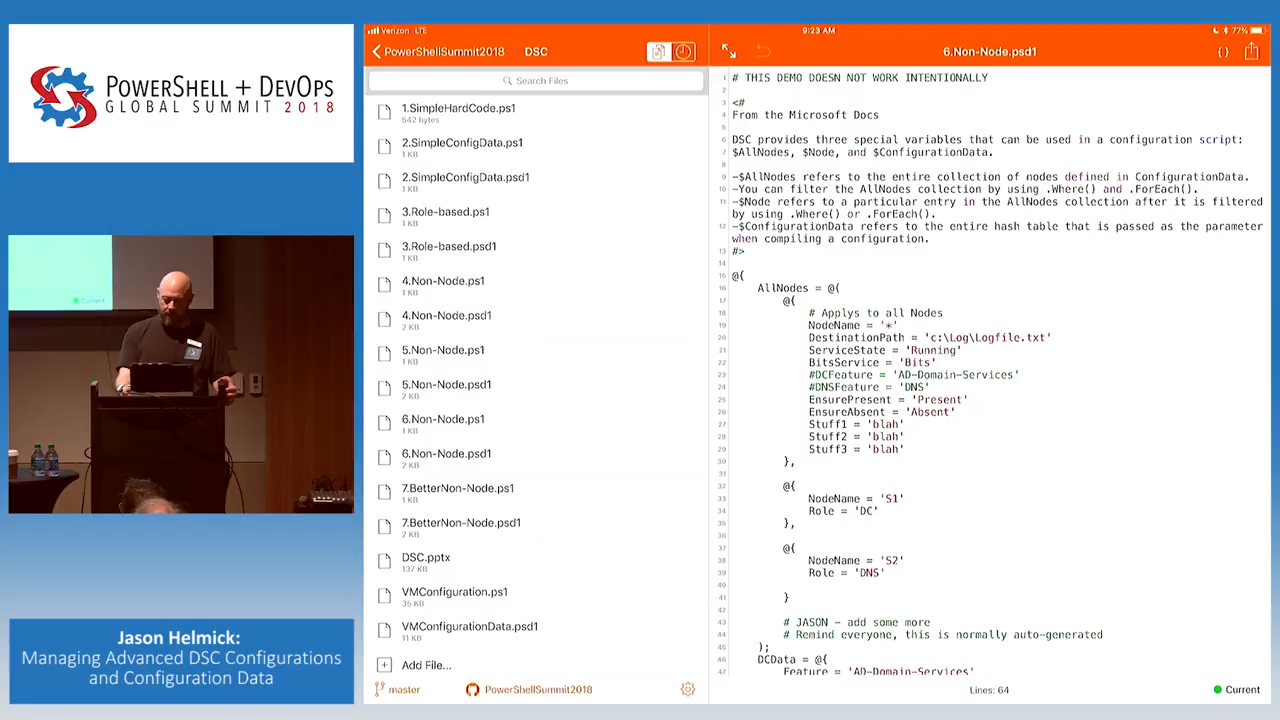 POWERSHELL + DEVOPS
GLOBAL SUMMIT 2018
Current
Jason Helmick:
Managing Advanced DSC Configurations
and Configuration Data
Verizon LTE
9:23 AM
77%
PowerShellSummit2018
DSC
6.Non-Node.psd1
{ }
Search Files
1.SimpleHardCode.ps1
542 bytes
2.SimpleConfigData.ps1
1 KB
2.SimpleConfigData.psd1
1 KB
3.Role-based.ps1
1 KB
3.Role-based.psd1
1 KB
4.Non-Node.ps1
1 KB
4.Non-Node.psd1
2 KB
5.Non-Node.ps1
1 KB
5.Non-Node.psd1
2 KB
6.Non-Node.ps1
1 KB
6.Non-Node.psd1
2 KB
7.BetterNon-Node.ps1
1 KB
7.BetterNon-Node.psd1
2 KB
DSC.pptx
137 KB
VMConfiguration.ps1
35 KB
VMConfigurationData.psd1
11 KB
Add File...
master
PowerShellSummit2018
1 # THIS DEMO DOESN NOT WORK INTENTIONALLY
2
3 <#
4 From the Microsoft Docs
5
6 DSC provides three special variables that can be used in a configuration script:
7 $AllNodes, $Node, and $ConfigurationData.
8
9 -$AllNodes refers to the entire collection of nodes defined in ConfigurationData.
10 -You can filter the AllNodes collection by using .Where() and .ForEach().
11 -$Node refers to a particular entry in the AllNodes collection after it is filtered
by using .Where() or .ForEach().
12 -$ConfigurationData refers to the entire hash table that is passed as the parameter
when compiling a configuration.
13 #>
14
15 @{
16 AllNodes = @(
17 @{
18 # Applys to all Nodes
19 NodeName = '*'
20 DestinationPath = 'c:\Log\Logfile.txt'
21 ServiceState = 'Running'
22 BitsService = 'Bits'
23 #DCFeature = 'AD-Domain-Services'
24 #DNSFeature = 'DNS'
25 EnsurePresent = 'Present'
26 EnsureAbsent = 'Absent'
27 Stuff1 = 'blah'
28 Stuff2 = 'blah'
29 Stuff3 = 'blah'
30 },
31
32 @{
33 NodeName = 'S1'
34 Role = 'DC'
35 },
36
37 @{
38 NodeName = 'S2'
39 Role = 'DNS'
40
41 }
42
43 # JASON - add some more
44 # Remind everyone, this is normally auto-generated
45 );
46 DCData = @{
47 Feature = 'AD-Domain-Services'
Lines: 64
Current